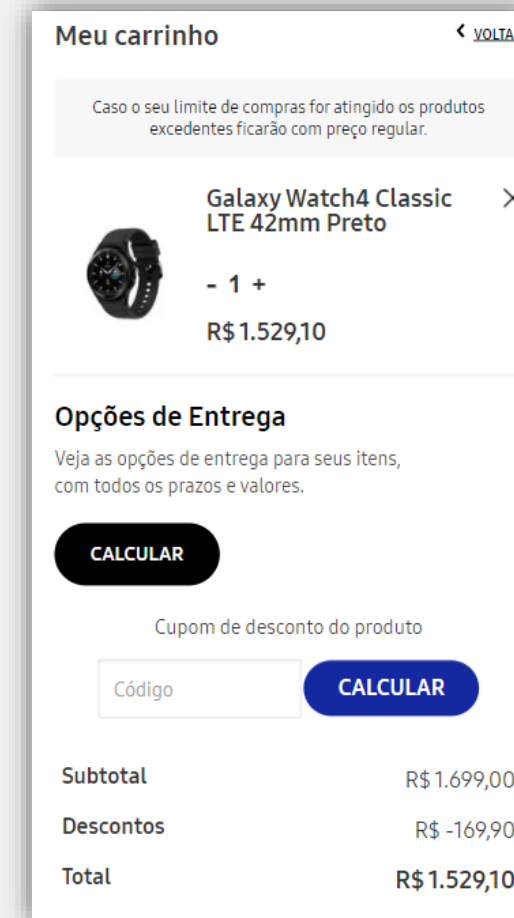 Meu carrinho
VOLTA
Caso o seu limite de compras for atingido os produtos
excedentes ficarão com preço regular.
Galaxy Watch4 Classic
LTE 42mm Preto
- 1 +
R$ 1.529,10
Opções de Entrega
Veja as opções de entrega para seus itens,
com todos os prazos e valores.
CALCULAR
Cupom de desconto do produto
Código
CALCULAR
Subtotal R$ 1.699,00
Descontos R$ -169,90
Total R$ 1.529,10